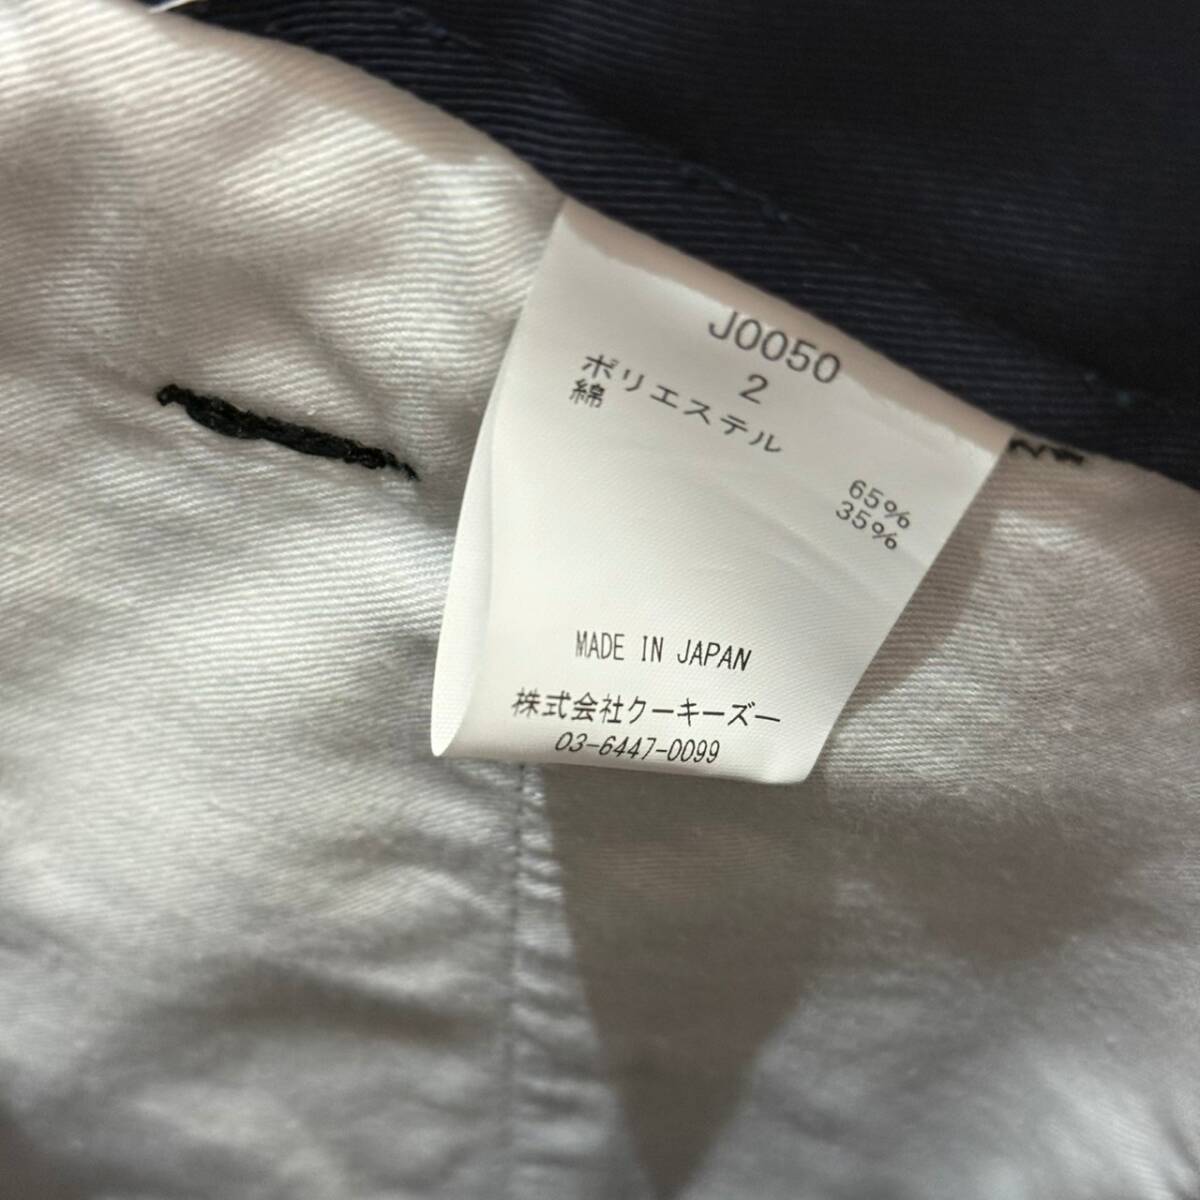 J0050
2
ポリエステル 65%
綿 35%
MADE IN JAPAN
株式会社クーキーズー
03-6447-0099